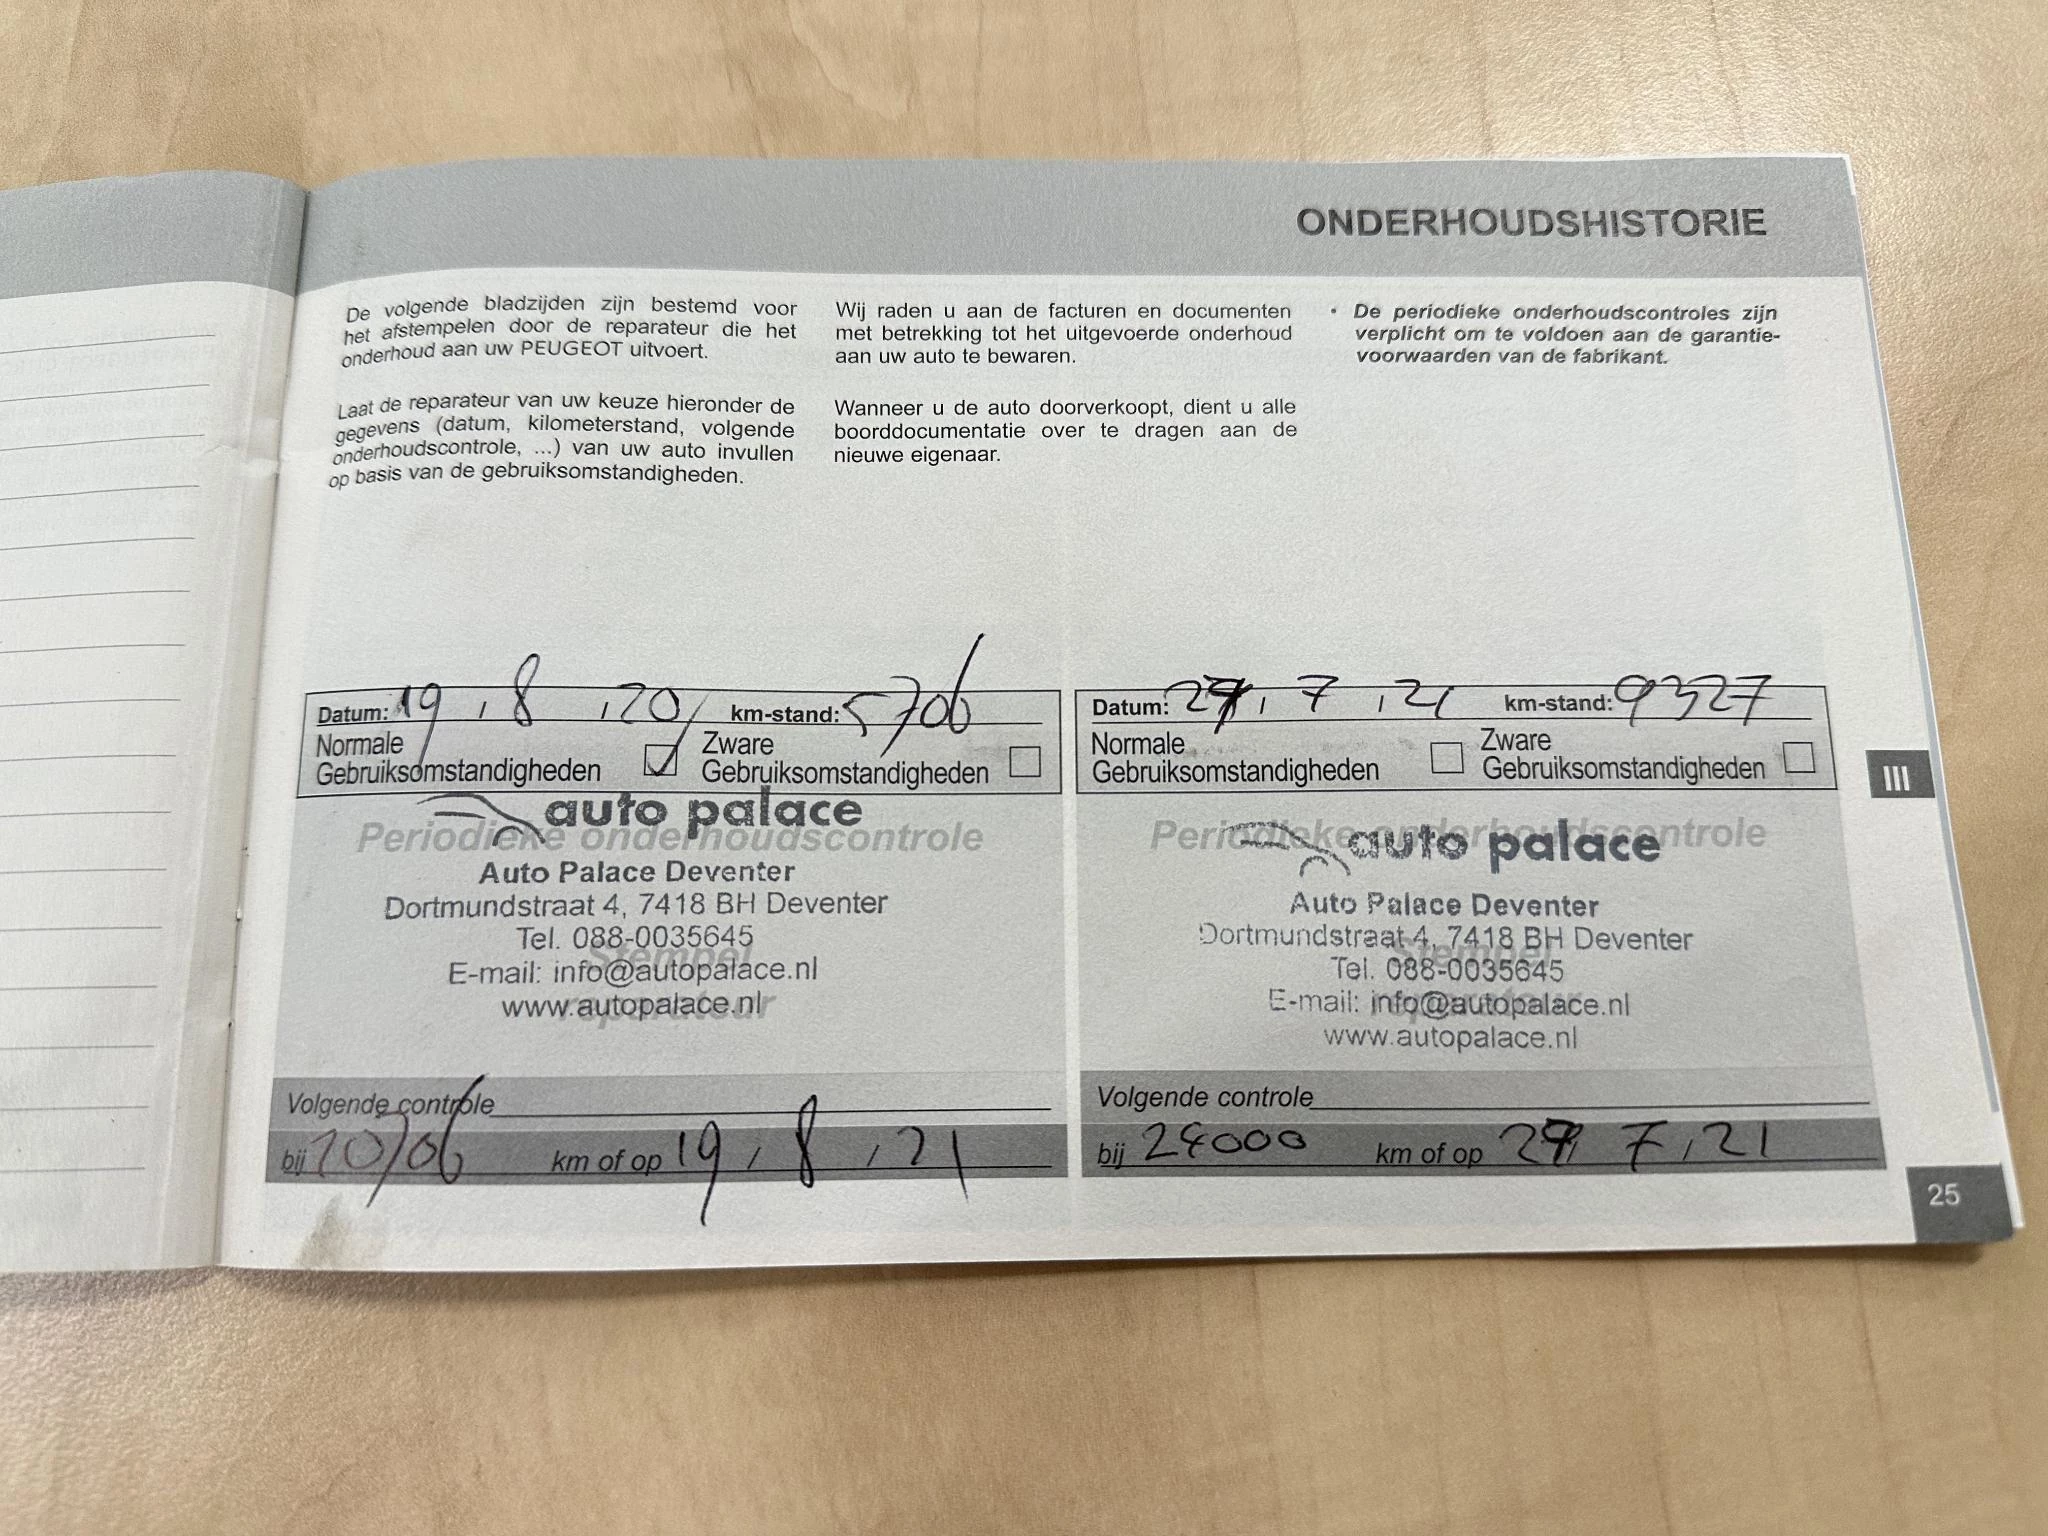 ONDERHOUDSHISTORIE
De volgende bladzijden zijn bestemd voor
het afstempelen door de reparateur die het
onderhoud aan uw PEUGEOT uitvoert.
Laat de reparateur van uw keuze hieronder de
gegevens (datum, kilometerstand, volgende
onderhoudscontrole, ...) van uw auto invullen
op basis van de gebruiksomstandigheden.
Wij raden u aan de facturen en documenten
met betrekking tot het uitgevoerde onderhoud
aan uw auto te bewaren.
Wanneer u de auto doorverkoopt, dient u alle
boorddocumentatie over te dragen aan de
nieuwe eigenaar.
• De periodieke onderhoudscontroles zijn
verplicht om te voldoen aan de garantie-
voorwaarden van de fabrikant.
Datum: 19 , 8 , 20 km-stand: 5706
Normale
Gebruiksomstandigheden
Zware
Gebruiksomstandigheden
auto palace
Periodieke onderhoudscontrole
Auto Palace Deventer
Dortmundstraat 4, 7418 BH Deventer
Tel. 088-0035645
Stempel
E-mail: info@autopalace.nl
www.autopalace.nl
reparateur
Volgende controle
bij 20706 km of op 19 , 8 , 21
Datum: , 7 , 21 km-stand: 9327
Normale
Gebruiksomstandigheden
Zware
Gebruiksomstandigheden
Periodieke onderhoudscontrole
auto palace
Auto Palace Deventer
Dortmundstraat 4, 7418 BH Deventer
Stempel
Tel. 088-0035645
E-mail: info@autopalace.nl
reparateur
www.autopalace.nl
Volgende controle
bij 24000 km of op 7 , 21
III
25